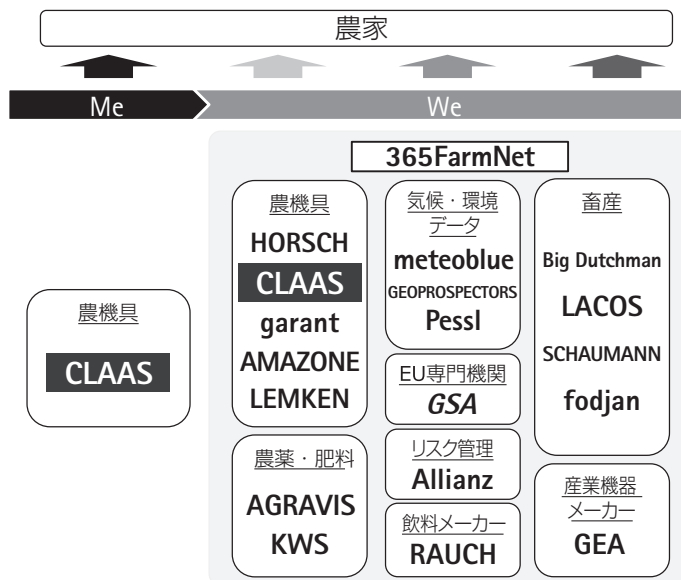 農家
Me
We
365FarmNet
農機具
CLAAS
農機具
HORSCH
CLAAS
garant
AMAZONE
LEMKEN
農薬・肥料
AGRAVIS
KWS
気候・環境
データ
meteoblue
GEOPROSPECTORS
Pessl
EU専門機関
GSA
リスク管理
Allianz
飲料メーカー
RAUCH
畜産
Big Dutchman
LACOS
SCHAUMANN
fodjan
産業機器
メーカー
GEA